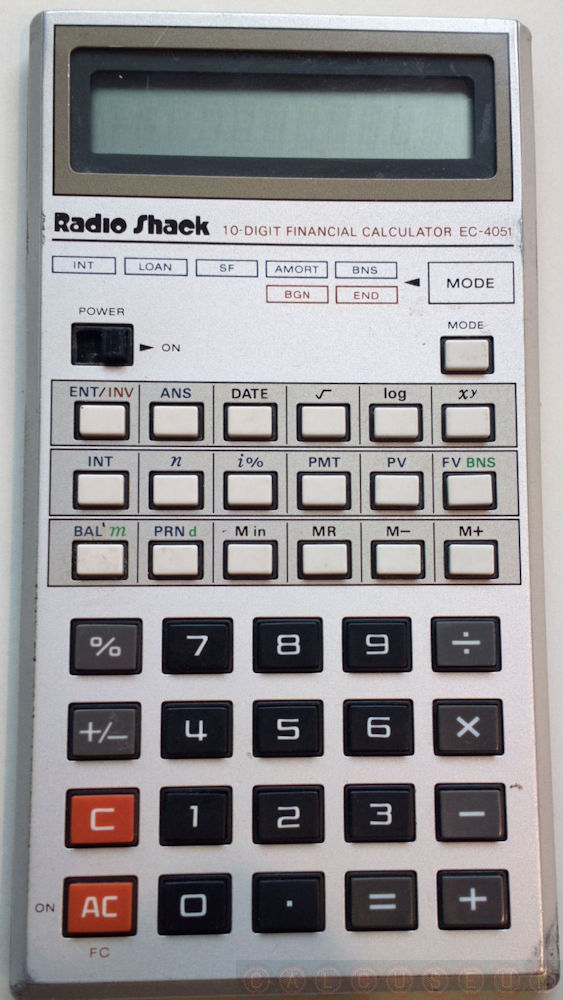 Radio Shack 10-DIGIT FINANCIAL CALCULATOR EC-4051
INT LOAN SF AMORT BNS
BGN END
MODE
POWER
ON
MODE
ENT/INV ANS DATE √ log xy
INT n i% PMT PV FV BNS
BAL m PRN d M in MR M− M+
% 7 8 9 ÷
+/− 4 5 6 ×
C 1 2 3 −
ON AC 0 . = +
FC